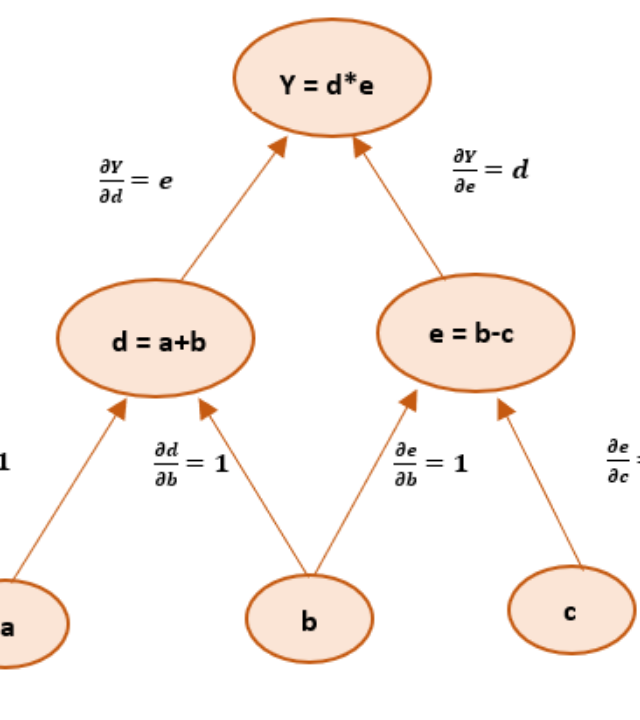 Y = d*e
∂Y/∂d = e
∂Y/∂e = d
d = a+b
e = b-c
1
∂d/∂b = 1
∂e/∂b = 1
∂e/∂c =
a
b
c